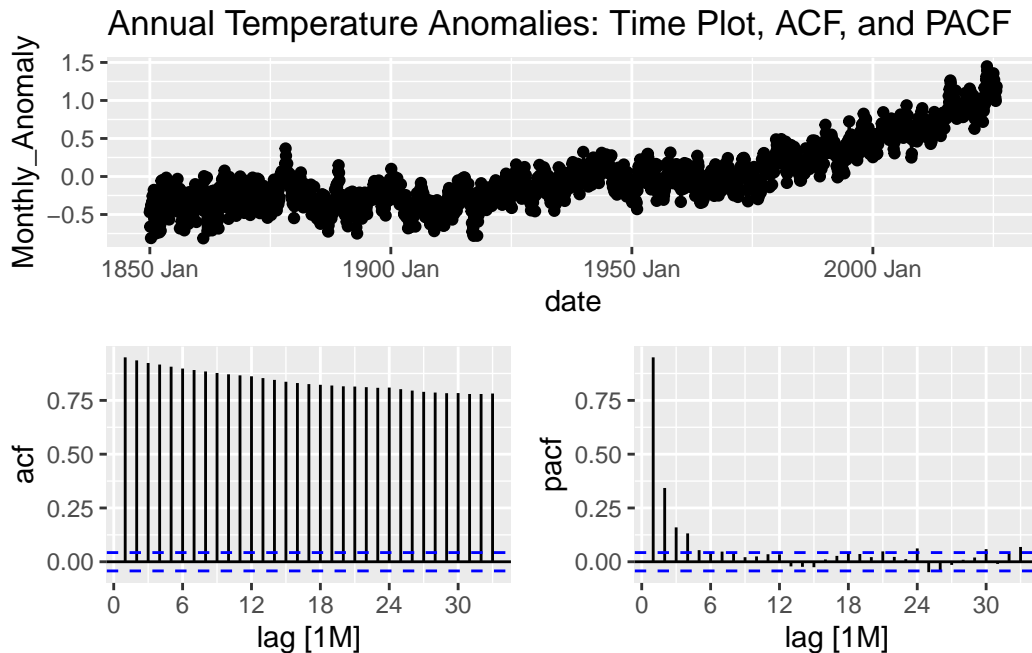 Annual Temperature Anomalies: Time Plot, ACF, and PACF
Monthly_Anomaly
1.5
1.0
0.5
0.0
−0.5
1850 Jan 1900 Jan 1950 Jan 2000 Jan
date
acf
0.75
0.50
0.25
0.00
0 6 12 18 24 30
lag [1M]
pacf
0.75
0.50
0.25
0.00
0 6 12 18 24 30
lag [1M]